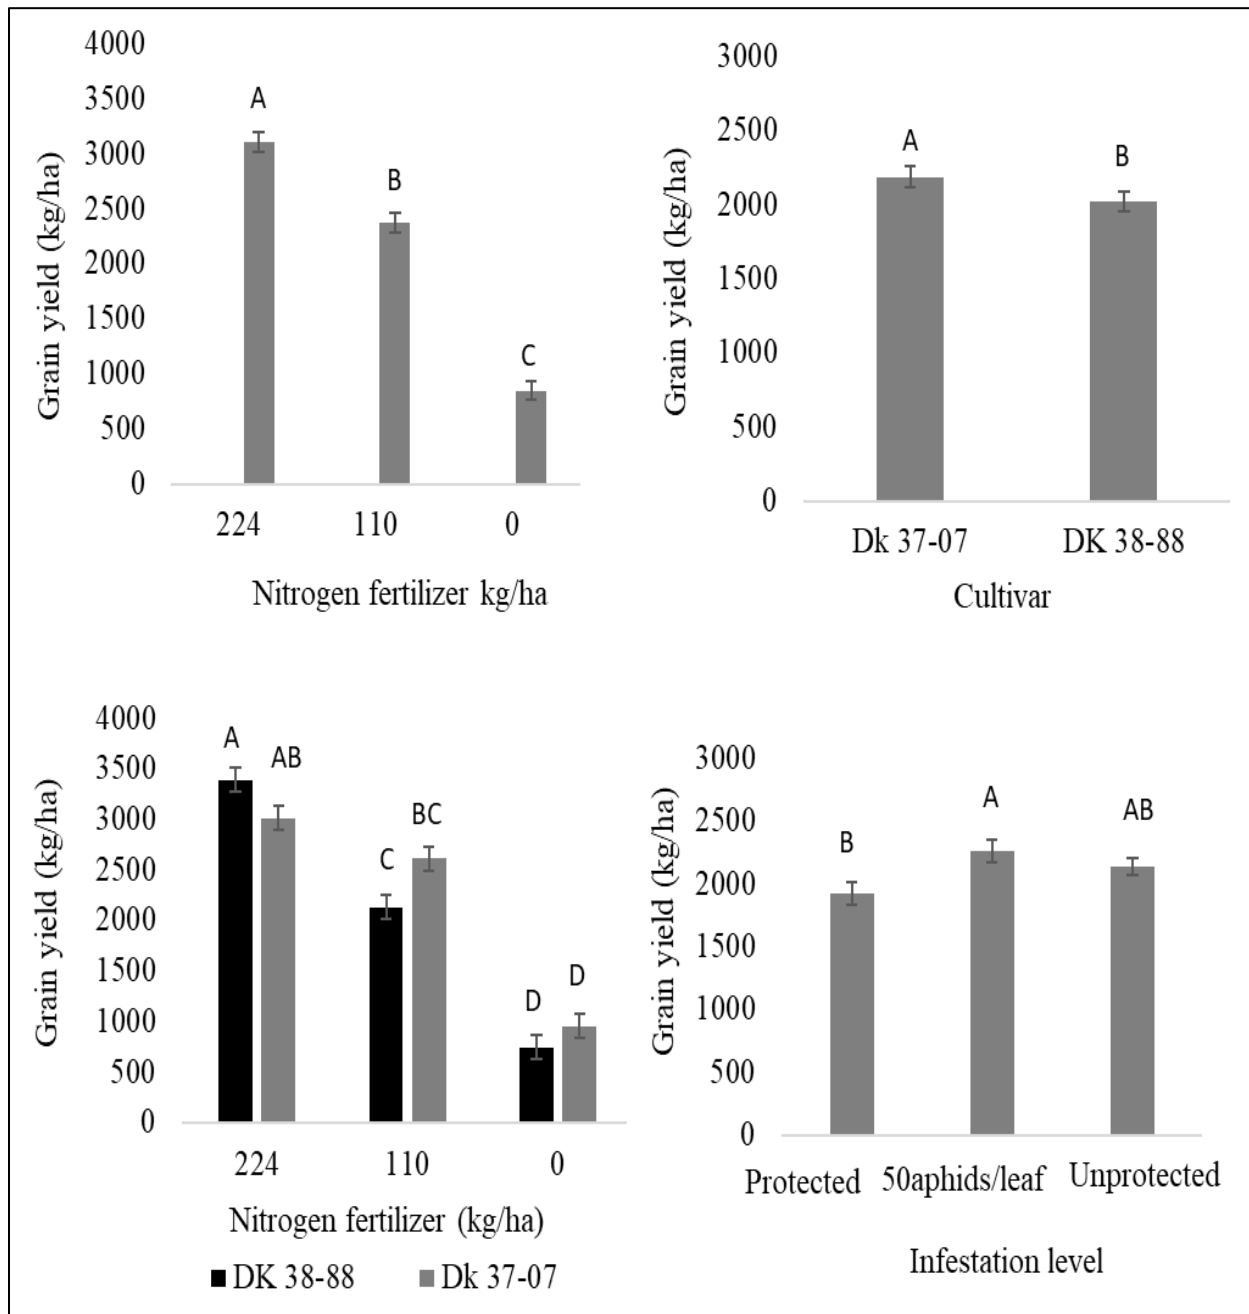 4000
3500
3000
2500
2000
1500
1000
500
0
Grain yield (kg/ha)
A
B
C
224 110 0
Nitrogen fertilizer kg/ha
3000
2500
2000
1500
1000
500
0
Grain yield (kg/ha)
A
B
Dk 37-07 DK 38-88
Cultivar
4000
3500
3000
2500
2000
1500
1000
500
0
Grain yield (kg/ha)
A
AB
C
BC
D
D
224 110 0
Nitrogen fertilizer (kg/ha)
DK 38-88 Dk 37-07
3000
2500
2000
1500
1000
500
0
Grain yield (kg/ha)
B
A
AB
Protected 50aphids/leaf Unprotected
Infestation level